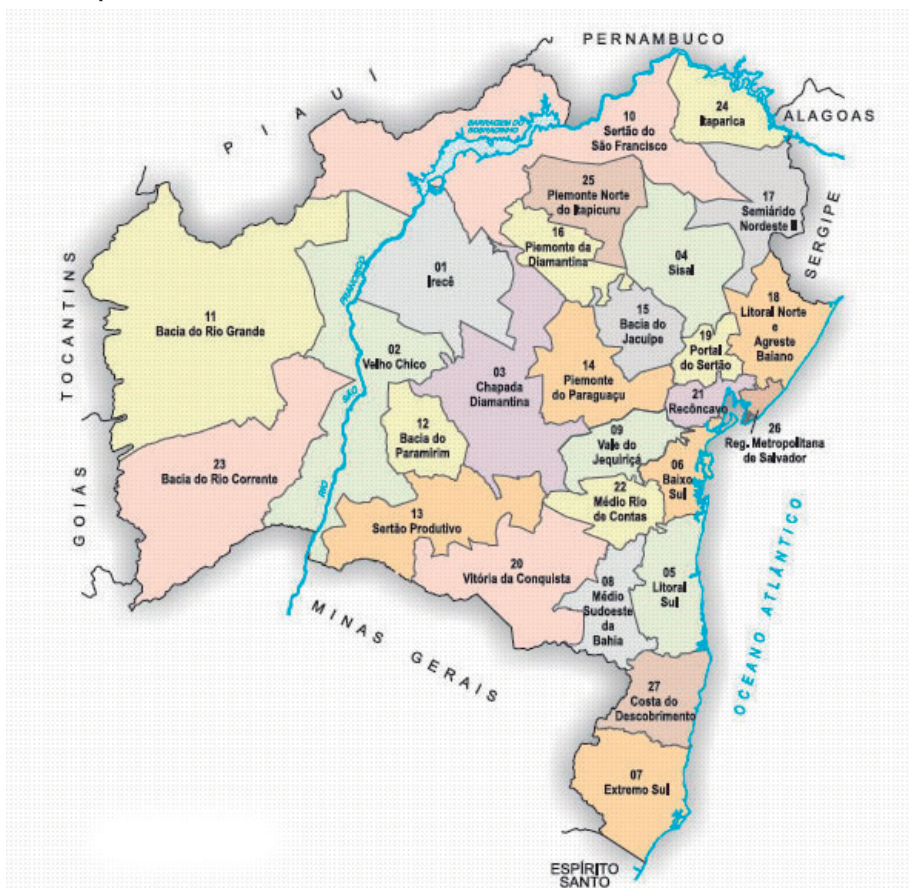 PERNAMBUCO
PIAUÍ
ALAGOAS
SERGIPE
TOCANTINS
GOIÁS
MINAS GERAIS
ESPÍRITO
SANTO
OCEANO ATLÂNTICO
BARRAGEM DO
SOBRADINHO
RIO
SÃO
FRANCISCO
24
Itaparica
10
Sertão do
São Francisco
25
Piemonte Norte
do Itapicuru
17
Semiárido
Nordeste II
16
Piemonte da
Diamantina
04
Sisal
01
Irecê
11
Bacia do Rio Grande
15
Bacia do
Jacuípe
18
Litoral Norte
e
Agreste
Baiano
19
Portal
do Sertão
02
Velho Chico
03
Chapada
Diamantina
14
Piemonte
do Paraguaçu
21
Recôncavo
26
Reg. Metropolitana
de Salvador
12
Bacia do
Paramirim
09
Vale do
Jequiriçá
06
Baixo
Sul
23
Bacia do Rio Corrente
22
Médio Rio
de Contas
13
Sertão Produtivo
20
Vitória da Conquista
08
Médio
Sudoeste
da
Bahia
05
Litoral
Sul
27
Costa do
Descobrimento
07
Extremo Sul